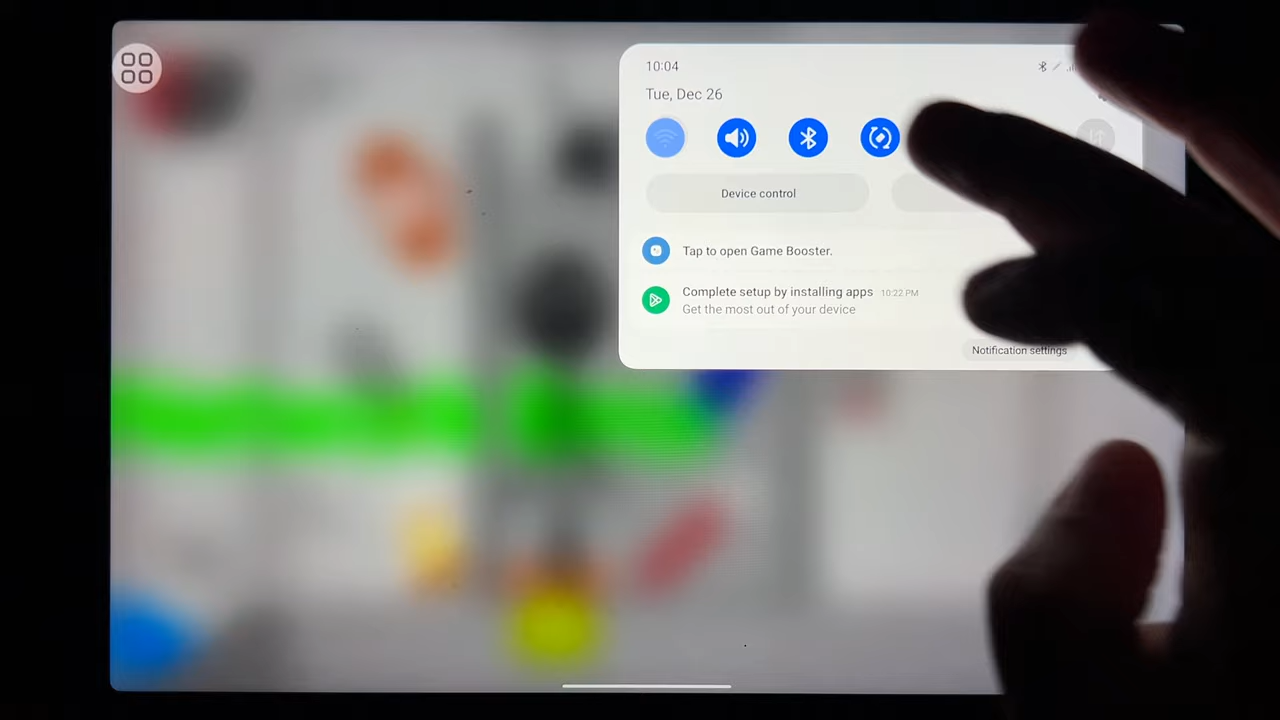 10:04
Tue, Dec 26
Device control
Tap to open Game Booster.
Complete setup by installing apps 10:22 PM
Get the most out of your device
Notification settings